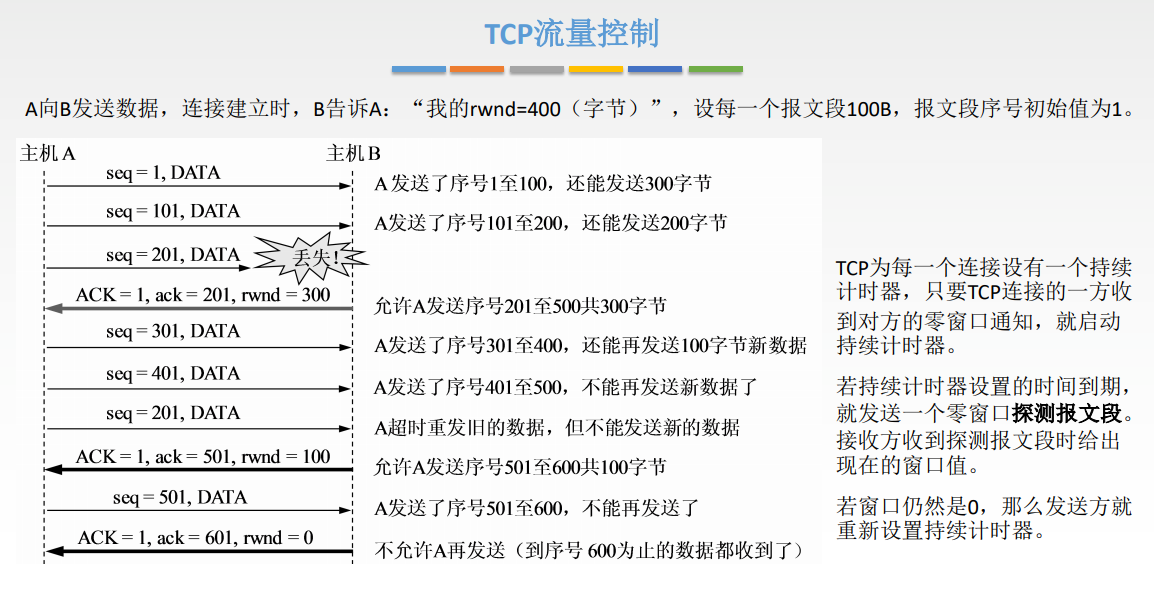 TCP流量控制
A向B发送数据，连接建立时，B告诉A：“我的rwnd=400（字节）”，设每一个报文段100B，报文段序号初始值为1。
主机A 主机B
seq = 1, DATA
A发送了序号1至100，还能发送300字节
seq = 101, DATA
A发送了序号101至200，还能发送200字节
seq = 201, DATA 丢失!
ACK = 1, ack = 201, rwnd = 300
允许A发送序号201至500共300字节
seq = 301, DATA
A发送了序号301至400，还能再发送100字节新数据
seq = 401, DATA
A发送了序号401至500，不能再发送新数据了
seq = 201, DATA
A超时重发旧的数据，但不能发送新的数据
ACK = 1, ack = 501, rwnd = 100
允许A发送序号501至600共100字节
seq = 501, DATA
A发送了序号501至600，不能再发送了
ACK = 1, ack = 601, rwnd = 0
不允许A再发送（到序号 600为止的数据都收到了）
TCP为每一个连接设有一个持续
计时器，只要TCP连接的一方收
到对方的零窗口通知，就启动
持续计时器。
若持续计时器设置的时间到期，
就发送一个零窗口探测报文段。
接收方收到探测报文段时给出
现在的窗口值。
若窗口仍然是0，那么发送方就
重新设置持续计时器。